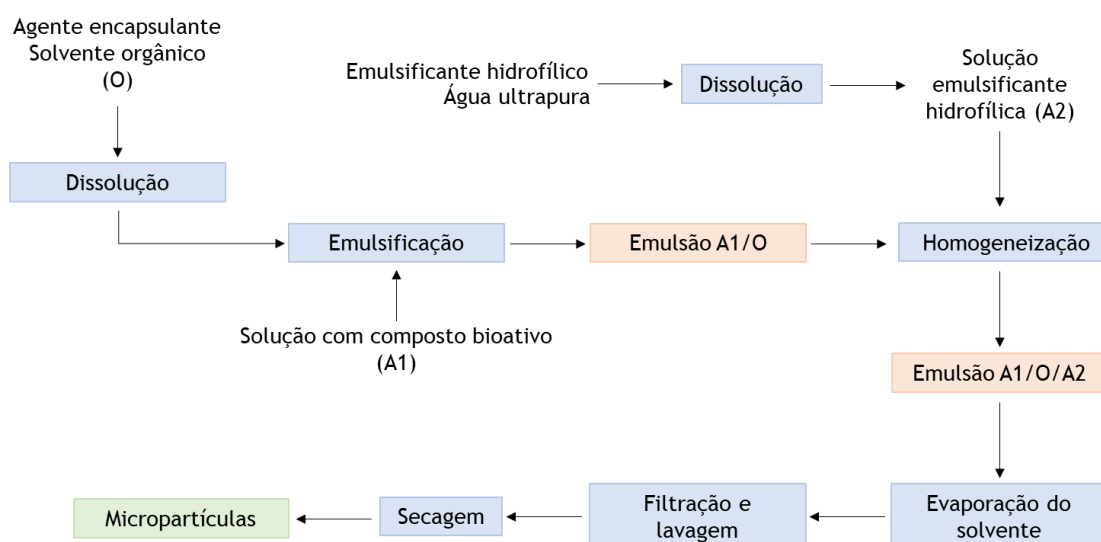 Agente encapsulante
Solvente orgânico
(O)
Emulsificante hidrofílico
Água ultrapura
Dissolução
Solução
emulsificante
hidrofílica (A2)
Dissolução
Emulsificação
Emulsão A1/O
Homogeneização
Solução com composto bioativo
(A1)
Emulsão A1/O/A2
Micropartículas
Secagem
Filtração e
lavagem
Evaporação do
solvente